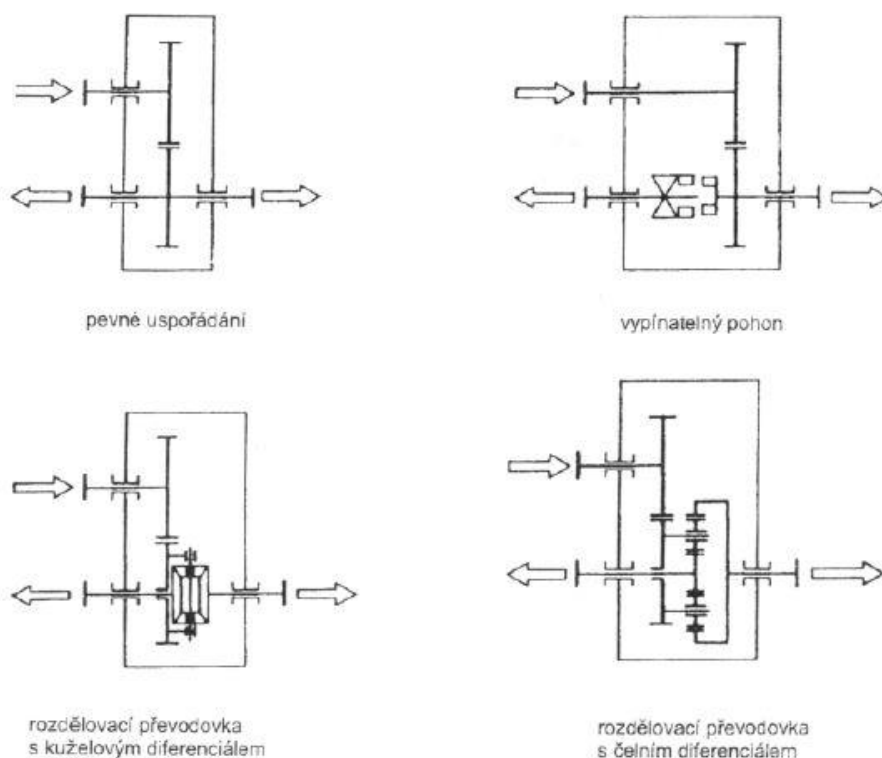 pevné uspořádání
vypínatelný pohon
rozdělovací převodovka
s kuželovým diferenciálem
rozdělovací převodovka
s čelním diferenciálem